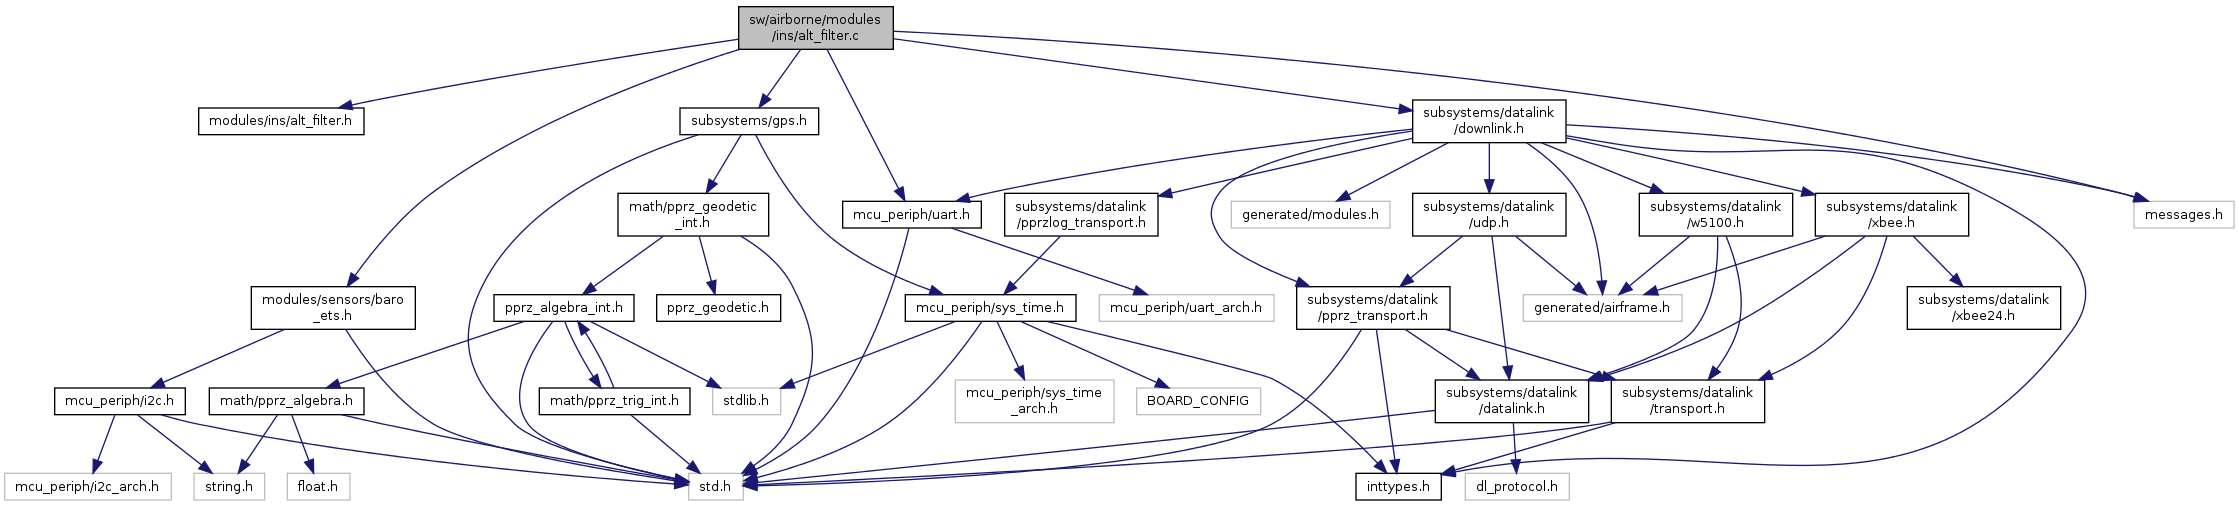 sw/airborne/modules
/ins/alt_filter.c
modules/ins/alt_filter.h
subsystems/gps.h
subsystems/datalink
/downlink.h
math/pprz_geodetic
_int.h
mcu_periph/uart.h
subsystems/datalink
/pprzlog_transport.h
generated/modules.h
subsystems/datalink
/udp.h
subsystems/datalink
/w5100.h
subsystems/datalink
/xbee.h
messages.h
modules/sensors/baro
_ets.h
pprz_algebra_int.h
pprz_geodetic.h
mcu_periph/sys_time.h
mcu_periph/uart_arch.h
subsystems/datalink
/pprz_transport.h
generated/airframe.h
subsystems/datalink
/xbee24.h
mcu_periph/i2c.h
math/pprz_algebra.h
math/pprz_trig_int.h
stdlib.h
mcu_periph/sys_time
_arch.h
BOARD_CONFIG
subsystems/datalink
/datalink.h
subsystems/datalink
/transport.h
mcu_periph/i2c_arch.h
string.h
float.h
std.h
inttypes.h
dl_protocol.h